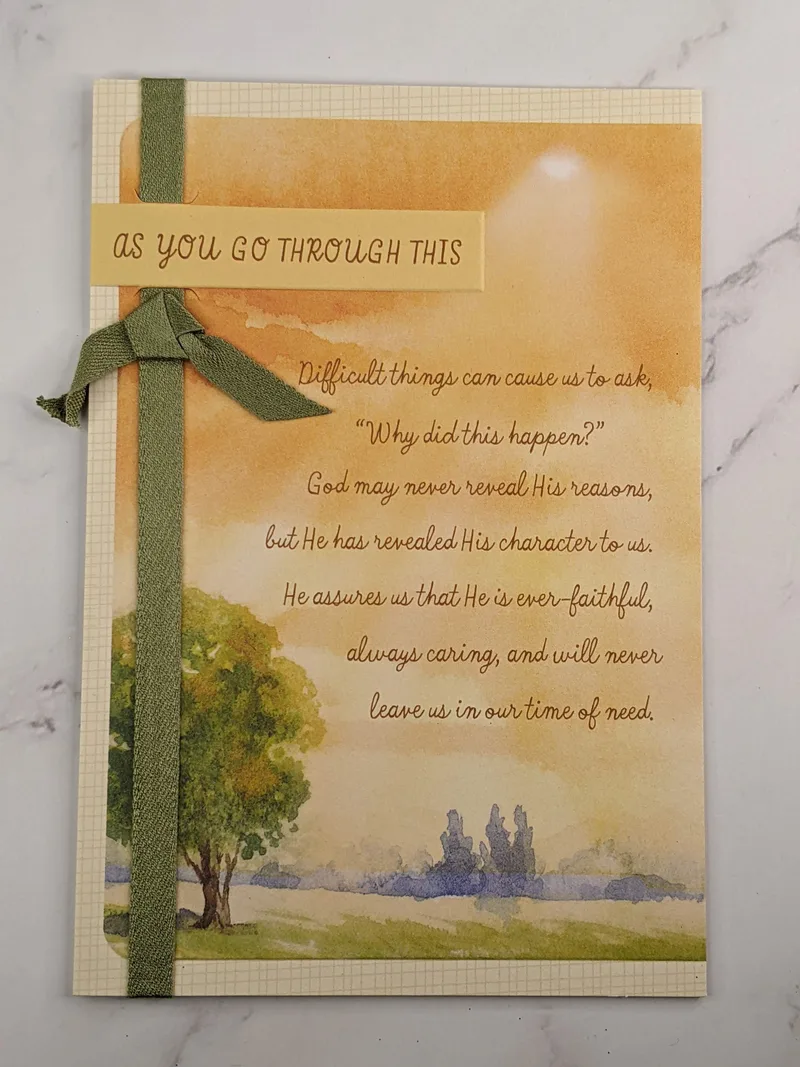 AS YOU GO THROUGH THIS
Difficult things can cause us to ask,
“Why did this happen?”
God may never reveal His reasons,
but He has revealed His character to us.
He assures us that He is ever-faithful,
always caring, and will never
leave us in our time of need.